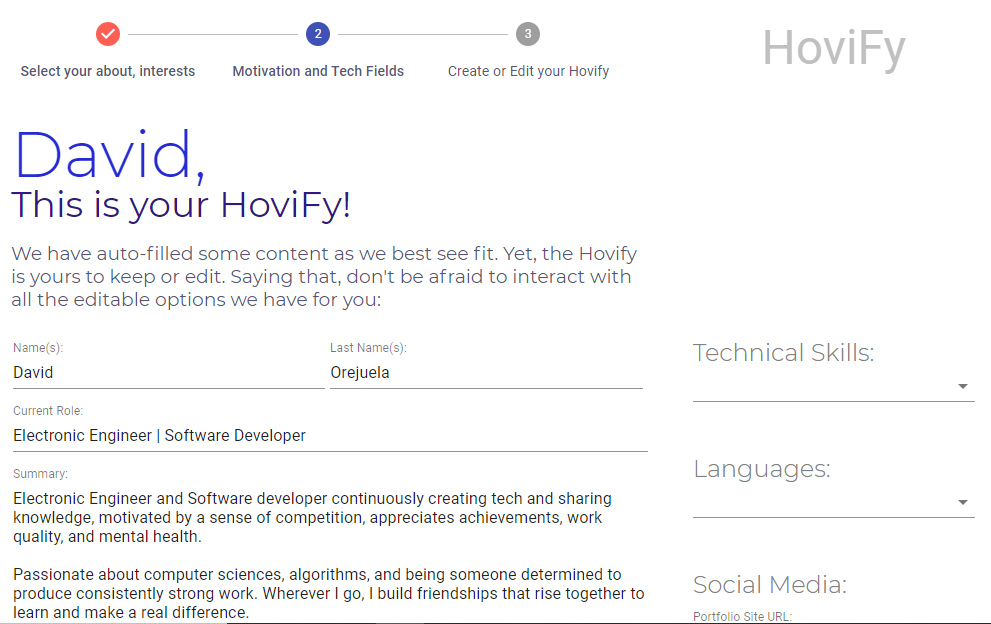 2
3
HoviFy
Select your about, interests
Motivation and Tech Fields
Create or Edit your Hovify
David,
This is your HoviFy!
We have auto-filled some content as we best see fit. Yet, the Hovify
is yours to keep or edit. Saying that, don't be afraid to interact with
all the editable options we have for you:
Name(s):
David
Last Name(s):
Orejuela
Current Role:
Electronic Engineer | Software Developer
Summary:
Electronic Engineer and Software developer continuously creating tech and sharing
knowledge, motivated by a sense of competition, appreciates achievements, work
quality, and mental health.
Passionate about computer sciences, algorithms, and being someone determined to
produce consistently strong work. Wherever I go, I build friendships that rise together to
learn and make a real difference.
Technical Skills:
Languages:
Social Media:
Portfolio Site URL: